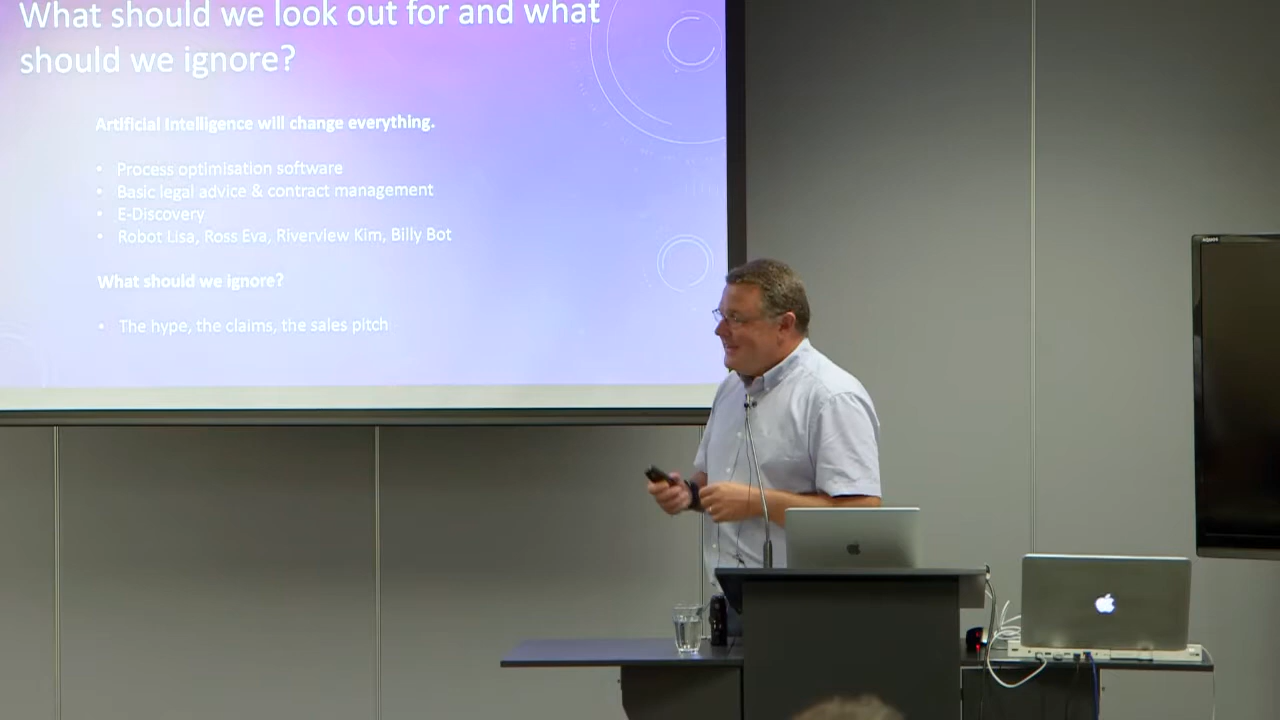 What should we look out for and what
should we ignore?
Artificial Intelligence will change everything.
• Process optimisation software
• Basic legal advice & contract management
• E-Discovery
• Robot Lisa, Ross Eva, Riverview Kim, Billy Bot
What should we ignore?
• The hype, the claims, the sales pitch